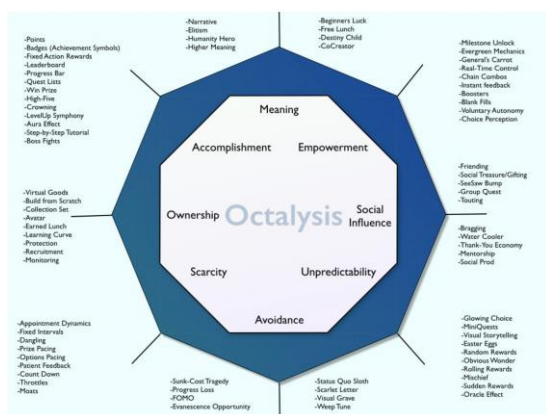 -Narrative
-Elitism
-Humanity Hero
-Higher Meaning
-Beginners Luck
-Free Lunch
-Destiny Child
-CoCreator
-Points
-Badges (Achievement Symbols)
-Fixed Action Rewards
-Leaderboard
-Progress Bar
-Quest Lists
-Win Prize
-High-Five
-Crowning
-LevelUp Symphony
-Aura Effect
-Step-by-Step Tutorial
-Boss Fights
-Milestone Unlock
-Evergreen Mechanics
-General's Carrot
-Real-Time Control
-Chain Combos
-Instant feedback
-Boosters
-Blank Fills
-Voluntary Autonomy
-Choice Perception
Meaning
Accomplishment
Empowerment
Ownership
Octalysis
Social
Influence
Scarcity
Unpredictability
Avoidance
-Virtual Goods
-Build from Scratch
-Collection Set
-Avatar
-Earned Lunch
-Learning Curve
-Protection
-Recruitment
-Monitoring
-Friending
-Social Treasure/Gifting
-SeeSaw Bump
-Group Quest
-Touting
-Bragging
-Water Cooler
-Thank-You Economy
-Mentorship
-Social Prod
-Appointment Dynamics
-Fixed Intervals
-Dangling
-Prize Pacing
-Options Pacing
-Patient Feedback
-Count Down
-Throttles
-Moats
-Sunk-Cost Tragedy
-Progress Loss
-FOMO
-Evanescence Opportunity
-Status Quo Sloth
-Scarlet Letter
-Visual Grave
-Weep Tune
-Glowing Choice
-MiniQuests
-Visual Storytelling
-Easter Eggs
-Random Rewards
-Obvious Wonder
-Rolling Rewards
-Mischief
-Sudden Rewards
-Oracle Effect